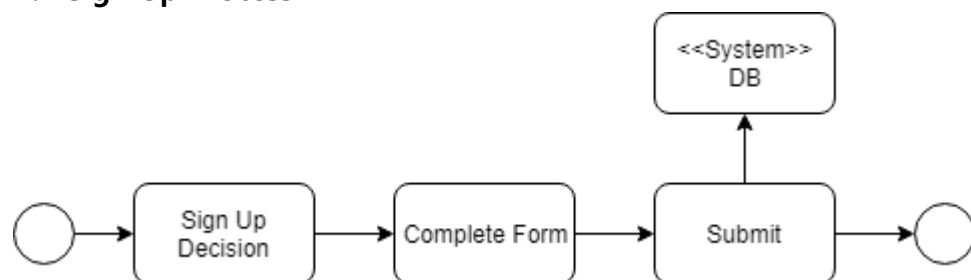 <<System>>
DB
Sign Up
Decision
Complete Form
Submit